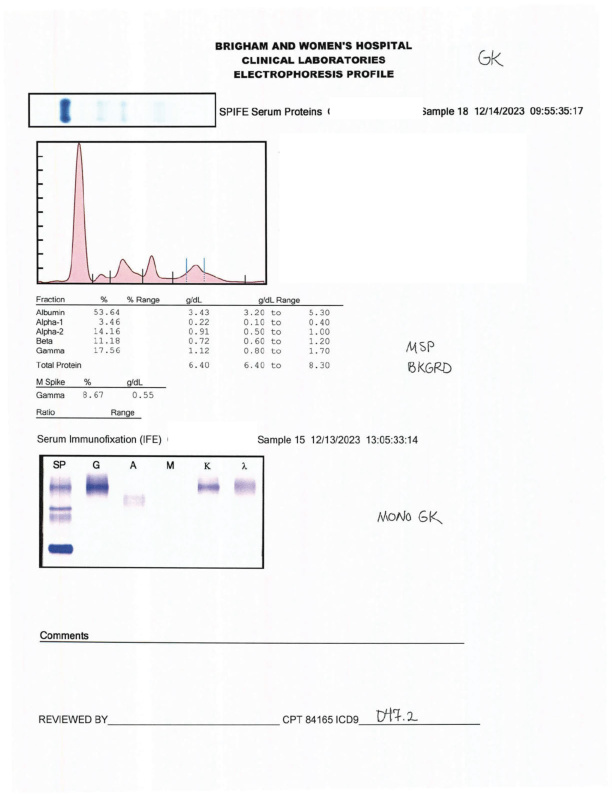 BRIGHAM AND WOMEN'S HOSPITAL
CLINICAL LABORATORIES
ELECTROPHORESIS PROFILE
GK
SPIFE Serum Proteins Sample 18 12/14/2023 09:55:35:17
Fraction % % Range g/dL g/dL Range
Albumin 53.64 3.43 3.20 to 5.30
Alpha-1 3.46 0.22 0.10 to 0.40
Alpha-2 14.16 0.91 0.50 to 1.00
Beta 11.18 0.72 0.60 to 1.20
Gamma 17.56 1.12 0.80 to 1.70
Total Protein 6.40 6.40 to 8.30
MSP
BKGRD
M Spike % g/dL
Gamma 8.67 0.55
Ratio Range
Serum Immunofixation (IFE) Sample 15 12/13/2023 13:05:33:14
SP G A M K λ
MONO GK
Comments
REVIEWED BY CPT 84165 ICD9 D47.2